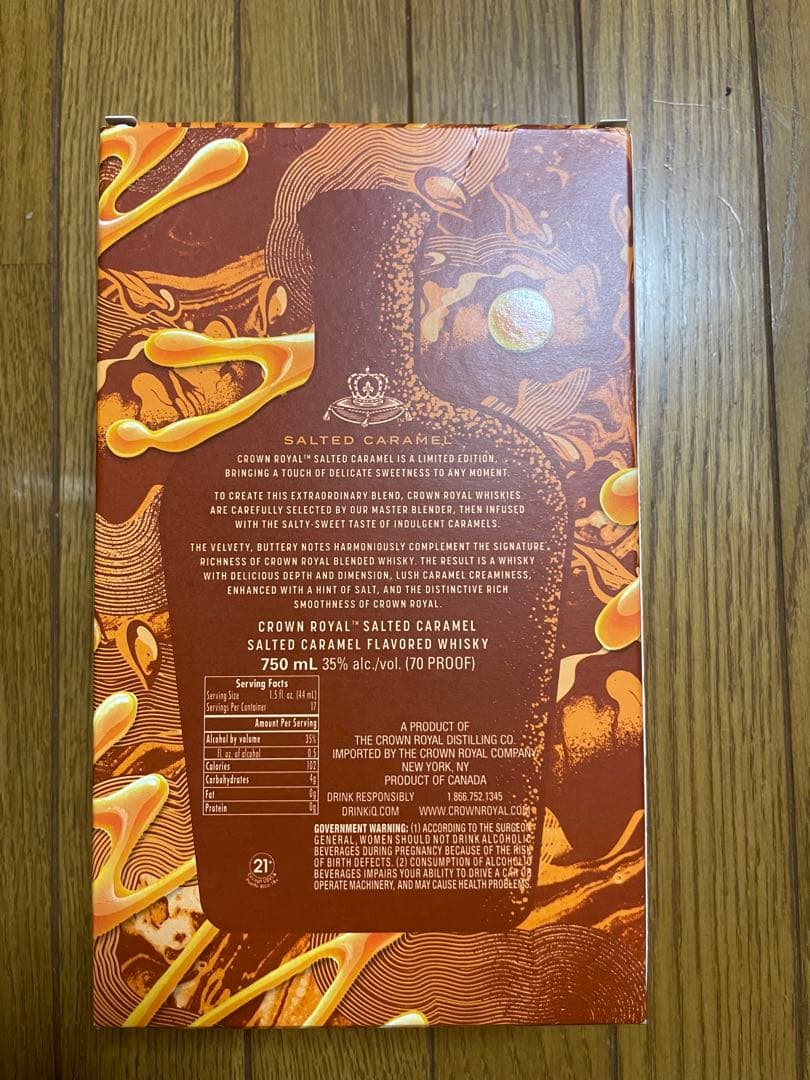 SALTED CARAMEL
CROWN ROYAL™ SALTED CARAMEL IS A LIMITED EDITION,
BRINGING A TOUCH OF DELICATE SWEETNESS TO ANY MOMENT.
TO CREATE THIS EXTRAORDINARY BLEND, CROWN ROYAL WHISKIES
ARE CAREFULLY SELECTED BY OUR MASTER BLENDER, THEN INFUSED
WITH THE SALTY-SWEET TASTE OF INDULGENT CARAMELS.
THE VELVETY, BUTTERY NOTES HARMONIOUSLY COMPLEMENT THE SIGNATURE
RICHNESS OF CROWN ROYAL BLENDED WHISKY. THE RESULT IS A WHISKY
WITH DELICIOUS DEPTH AND DIMENSION, LUSH CARAMEL CREAMINESS,
ENHANCED WITH A HINT OF SALT, AND THE DISTINCTIVE RICH
SMOOTHNESS OF CROWN ROYAL.
CROWN ROYAL™ SALTED CARAMEL
SALTED CARAMEL FLAVORED WHISKY
750 mL 35% alc./vol. (70 PROOF)
Serving Facts
Serving Size 1.5 fl. oz. (44 mL)
Servings Per Container 17
Amount Per Serving
Alcohol by volume 35%
fl. oz. of alcohol 0.5
Calories 102
Carbohydrates 4g
Fat 0g
Protein 0g
A PRODUCT OF
THE CROWN ROYAL DISTILLING CO.
IMPORTED BY THE CROWN ROYAL COMPANY
NEW YORK, NY
PRODUCT OF CANADA
DRINK RESPONSIBLY 1.866.752.1345
DRINKiQ.COM WWW.CROWNROYAL.COM
GOVERNMENT WARNING: (1) ACCORDING TO THE SURGEON
GENERAL, WOMEN SHOULD NOT DRINK ALCOHOLIC
BEVERAGES DURING PREGNANCY BECAUSE OF THE RISK
OF BIRTH DEFECTS. (2) CONSUMPTION OF ALCOHOLIC
BEVERAGES IMPAIRS YOUR ABILITY TO DRIVE A CAR OR
OPERATE MACHINERY, AND MAY CAUSE HEALTH PROBLEMS.
21+